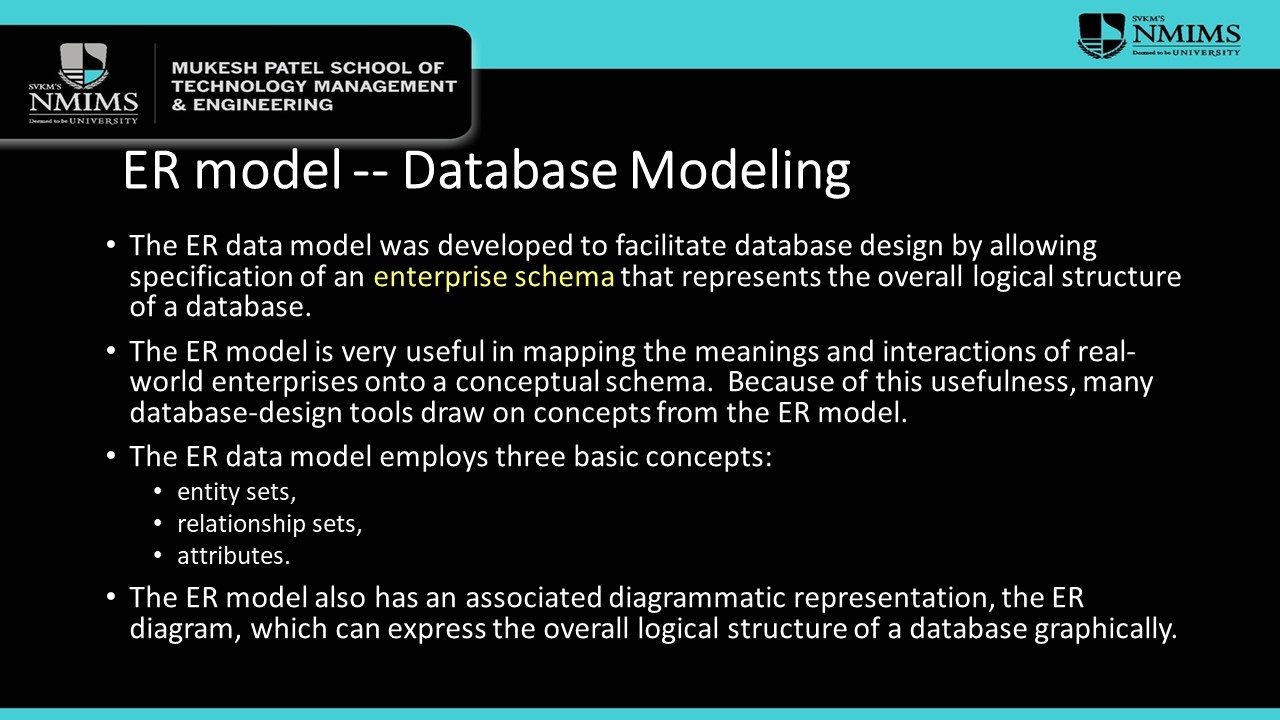 SVKM'S
NMIMS
Deemed to be UNIVERSITY
MUKESH PATEL SCHOOL OF
TECHNOLOGY MANAGEMENT
& ENGINEERING
SVKM'S
NMIMS
Deemed to be UNIVERSITY
ER model -- Database Modeling
• The ER data model was developed to facilitate database design by allowing
specification of an enterprise schema that represents the overall logical structure
of a database.
• The ER model is very useful in mapping the meanings and interactions of real-
world enterprises onto a conceptual schema.  Because of this usefulness, many
database-design tools draw on concepts from the ER model.
• The ER data model employs three basic concepts:
• entity sets,
• relationship sets,
• attributes.
• The ER model also has an associated diagrammatic representation, the ER
diagram, which can express the overall logical structure of a database graphically.